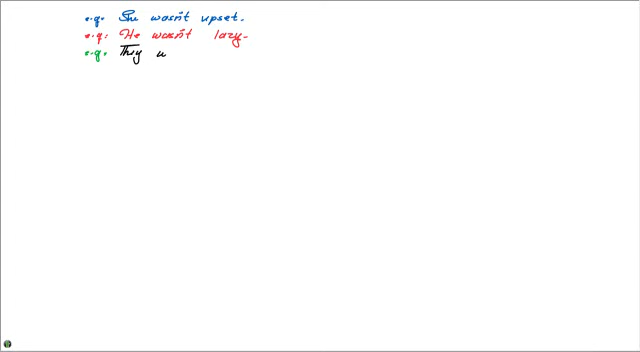 e.g. She wasn't upset.
e.g. He wasn't lazy.
e.g. They w